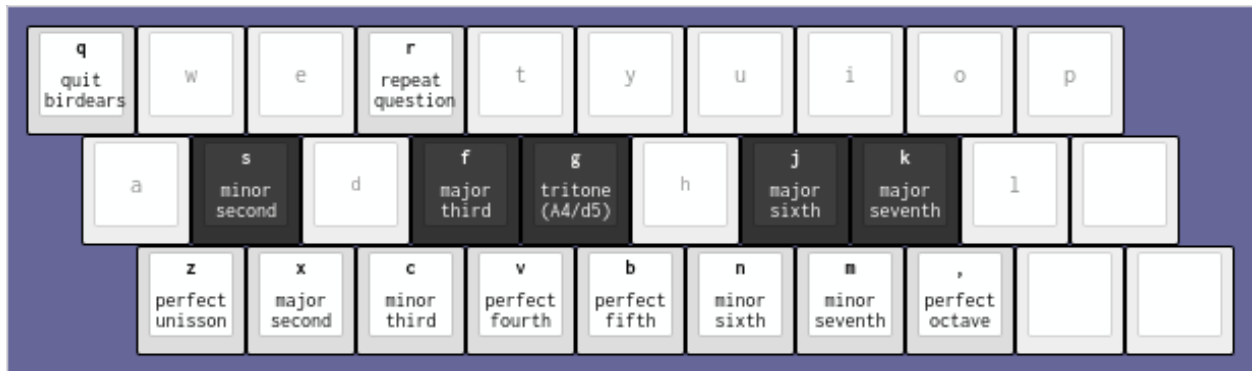 q w e r t y u i o p
quit birdears
repeat question
a s d f g h j k l
minor second
major third
tritone (A4/d5)
major sixth
major seventh
z x c v b n m ,
perfect unisson
major second
minor third
perfect fourth
perfect fifth
minor sixth
minor seventh
perfect octave